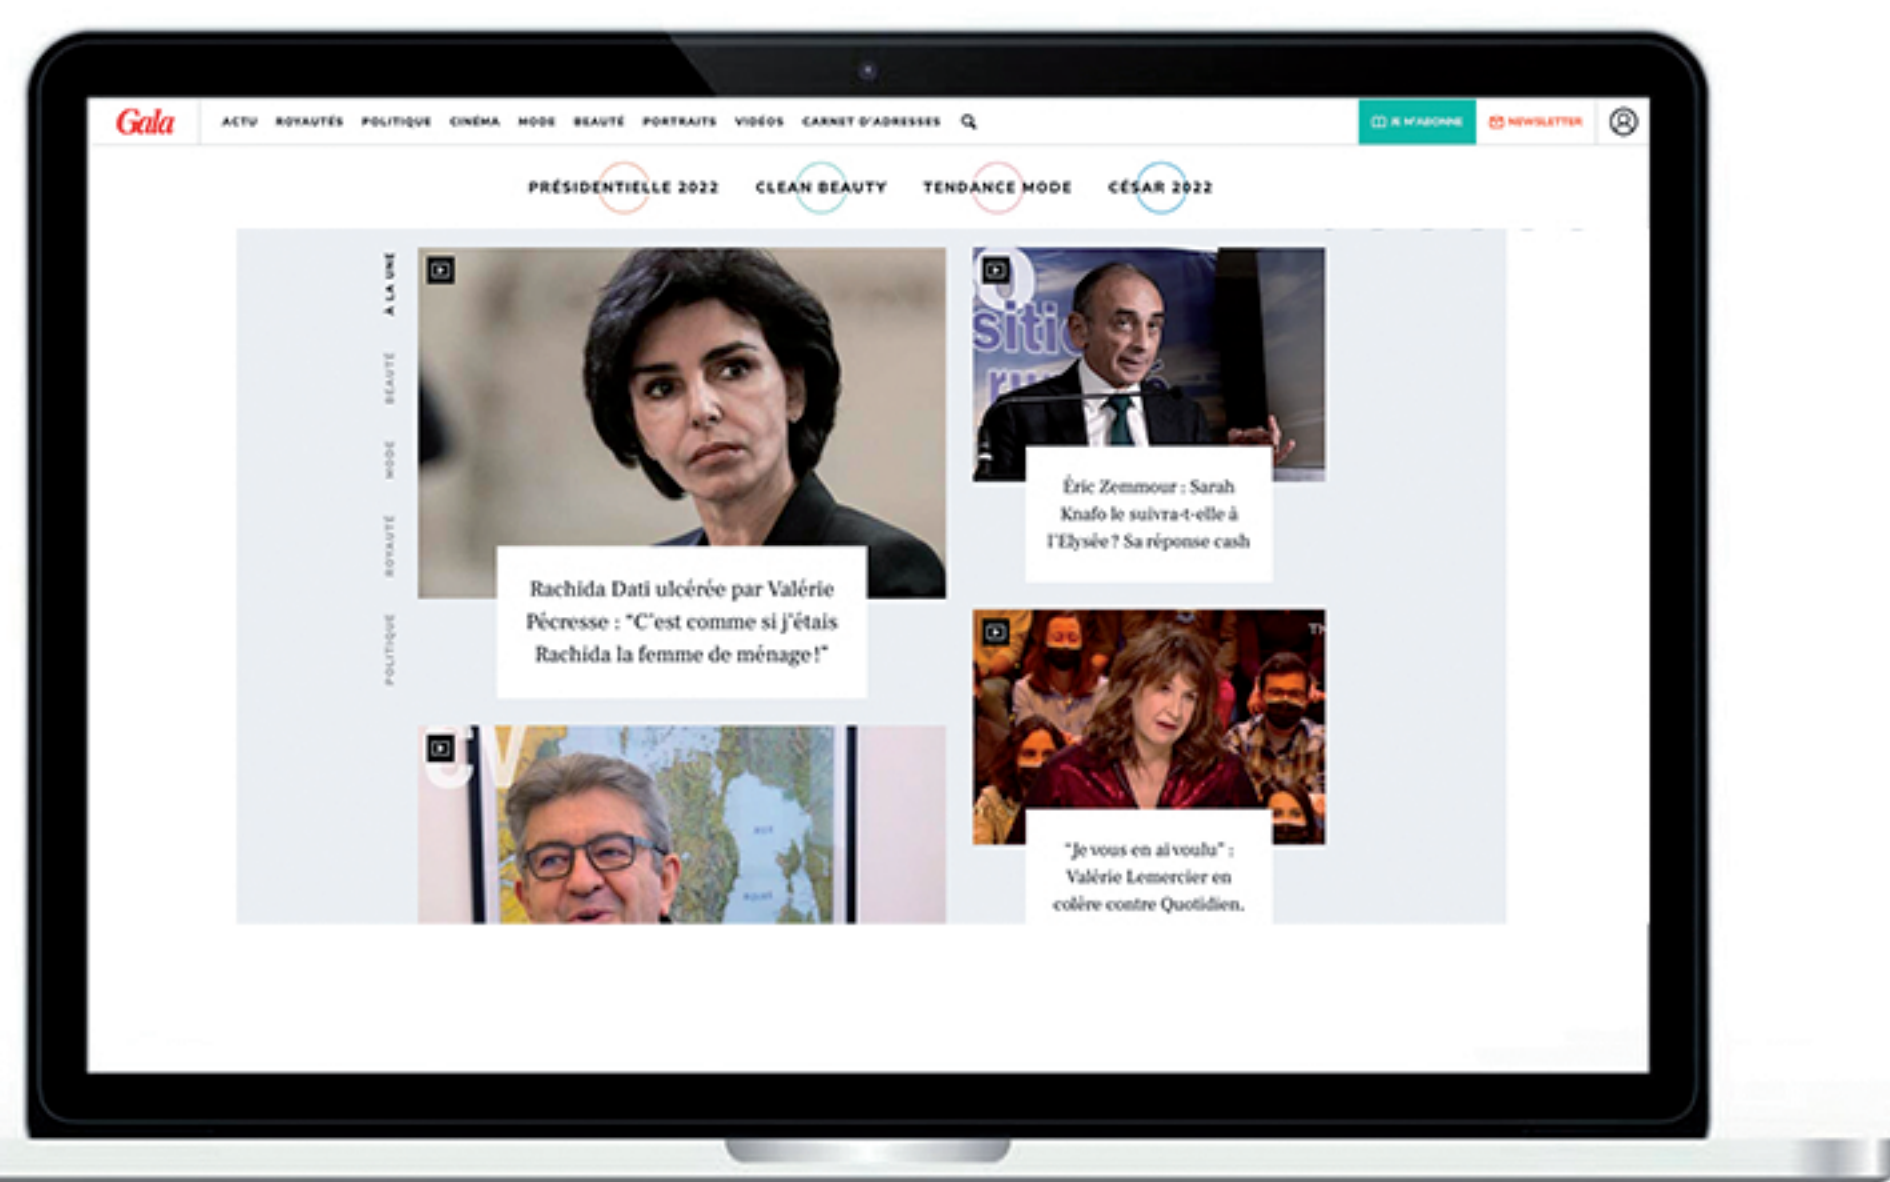 Gala
ACTU ROYAUTÉS POLITIQUE CINÉMA MODE BEAUTÉ PORTRAITS VIDÉOS CARNET D'ADRESSES
JE M'ABONNE
NEWSLETTER
PRÉSIDENTIELLE 2022 CLEAN BEAUTY TENDANCE MODE CÉSAR 2022
À LA UNE
BEAUTÉ
MODE
ROYAUTÉ
POLITIQUE
Rachida Dati ulcérée par Valérie
Pécresse : "C'est comme si j'étais
Rachida la femme de ménage!"
Éric Zemmour : Sarah
Knafo le suivra-t-elle à
l'Elysée ? Sa réponse cash
"Je vous en ai voulu" :
Valérie Lemercier en
colère contre Quotidien.